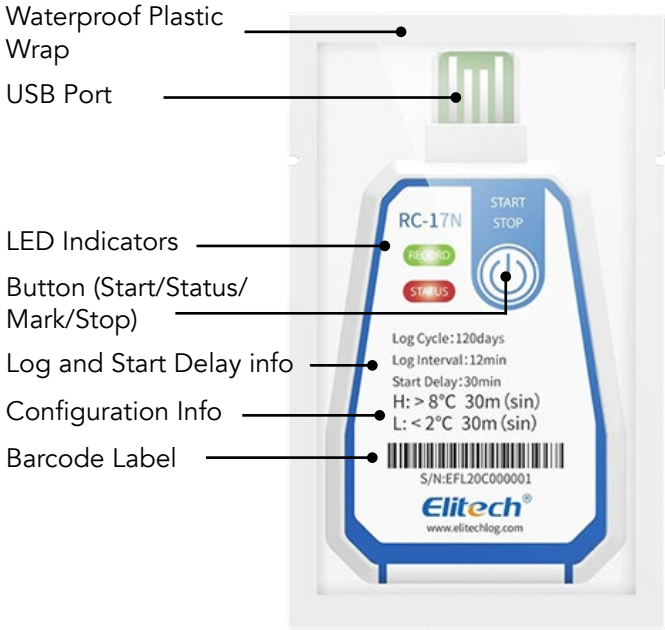 Waterproof Plastic
Wrap
USB Port
LED Indicators
Button (Start/Status/
Mark/Stop)
Log and Start Delay info
Configuration Info
Barcode Label
START
STOP
RC-17N
RECORD
STATUS
Log Cycle:120days
Log Interval:12min
Start Delay:30min
H: > 8°C 30m (sin)
L: < 2°C 30m (sin)
S/N:EFL20C000001
Elitech®
www.elitechlog.com